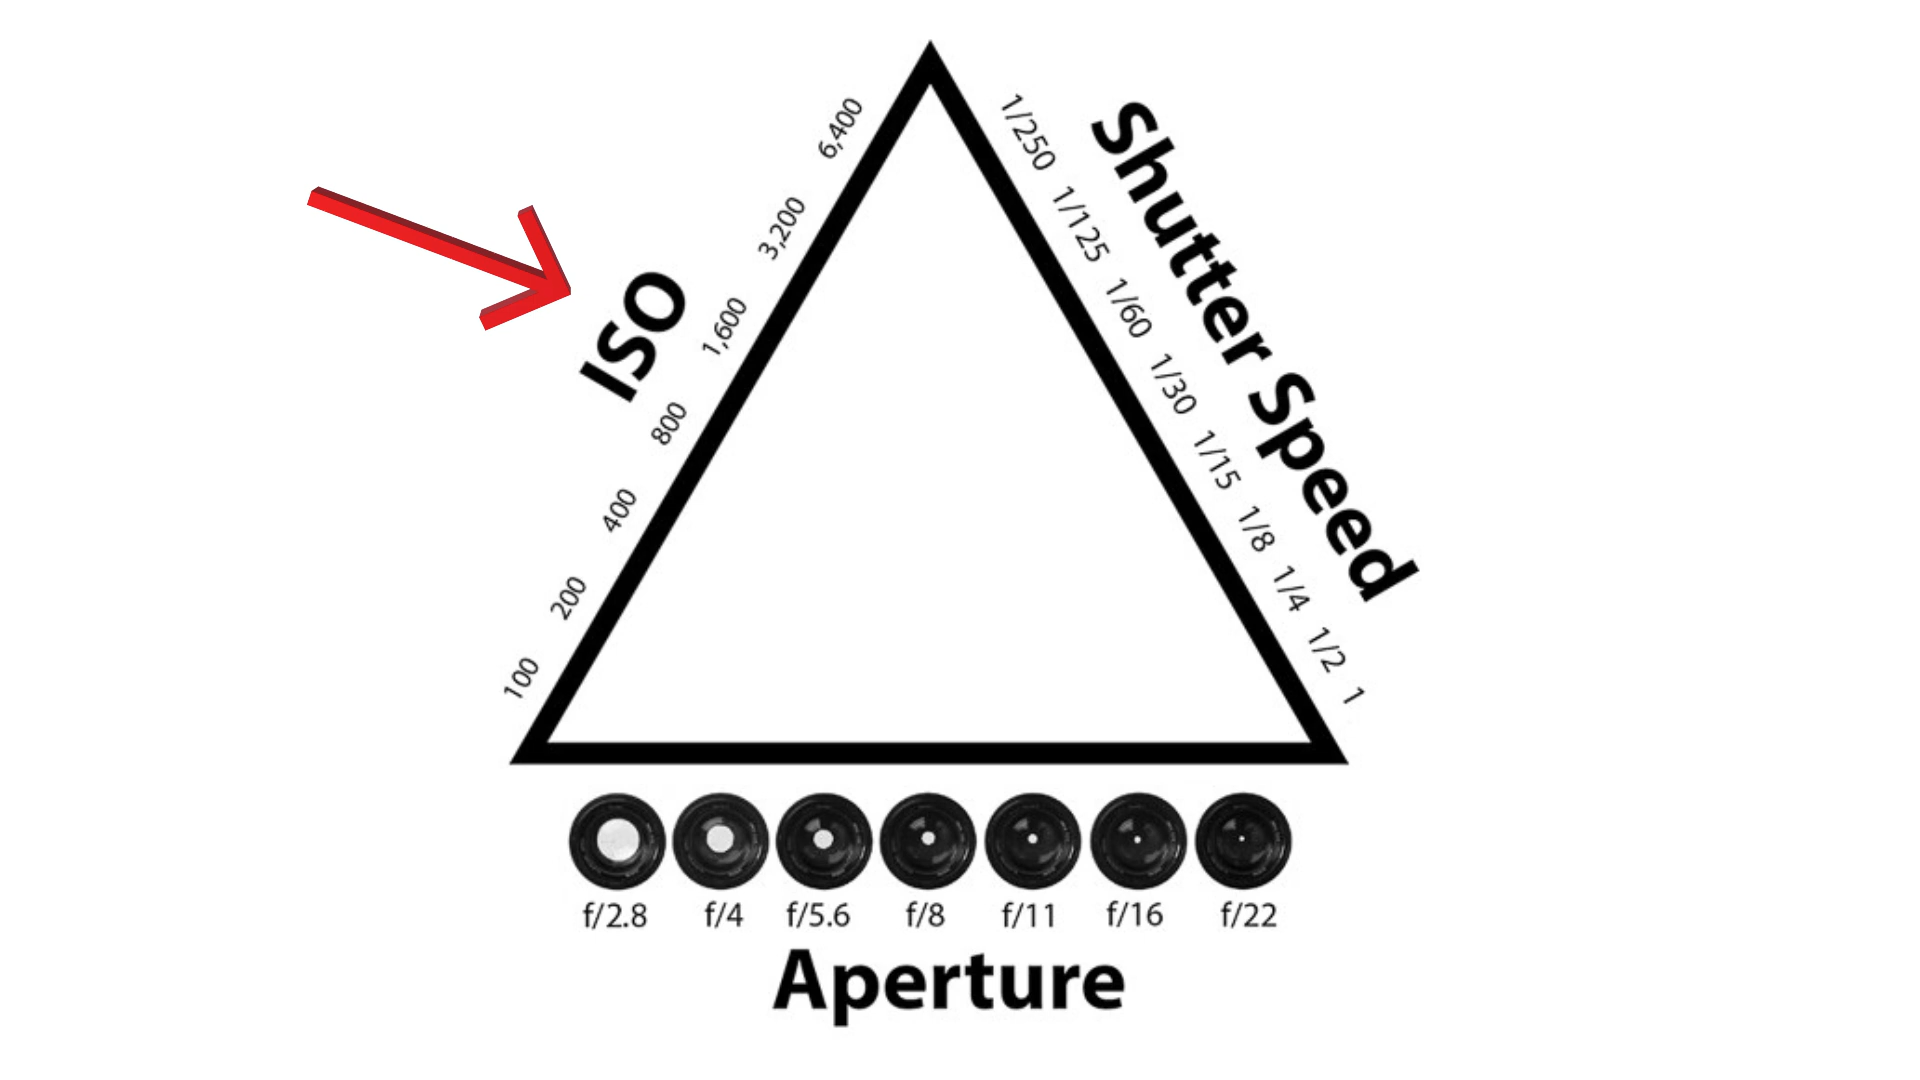 ISO
6,400
3,200
1,600
800
400
200
100
Shutter Speed
1/250 1/125 1/60 1/30 1/15 1/8 1/4 1/2 1
f/2.8 f/4 f/5.6 f/8 f/11 f/16 f/22
Aperture